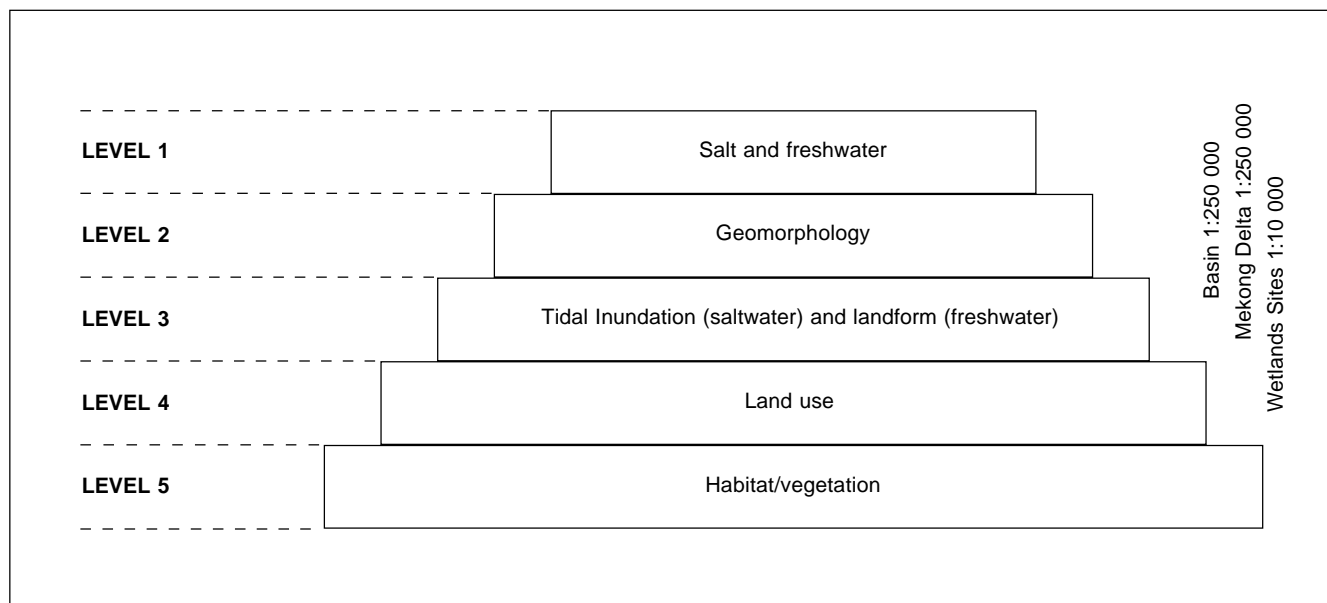 LEVEL 1
Salt and freshwater
LEVEL 2
Geomorphology
LEVEL 3
Tidal Inundation (saltwater) and landform (freshwater)
LEVEL 4
Land use
LEVEL 5
Habitat/vegetation
Basin 1:250 000
Mekong Delta 1:250 000
Wetlands Sites 1:10 000